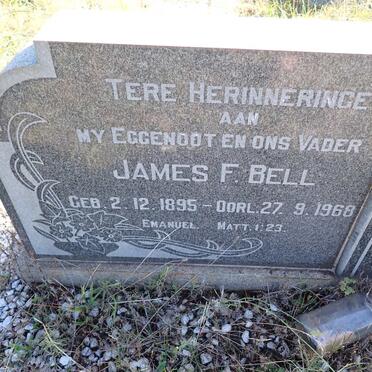 TERE HERINNERINGE
AAN
MY EGGENOOT EN ONS VADER
JAMES F. BELL
GEB. 2. 12. 1895 - OORL. 27. 9. 1968
EMANUEL. MATT. 1:23.